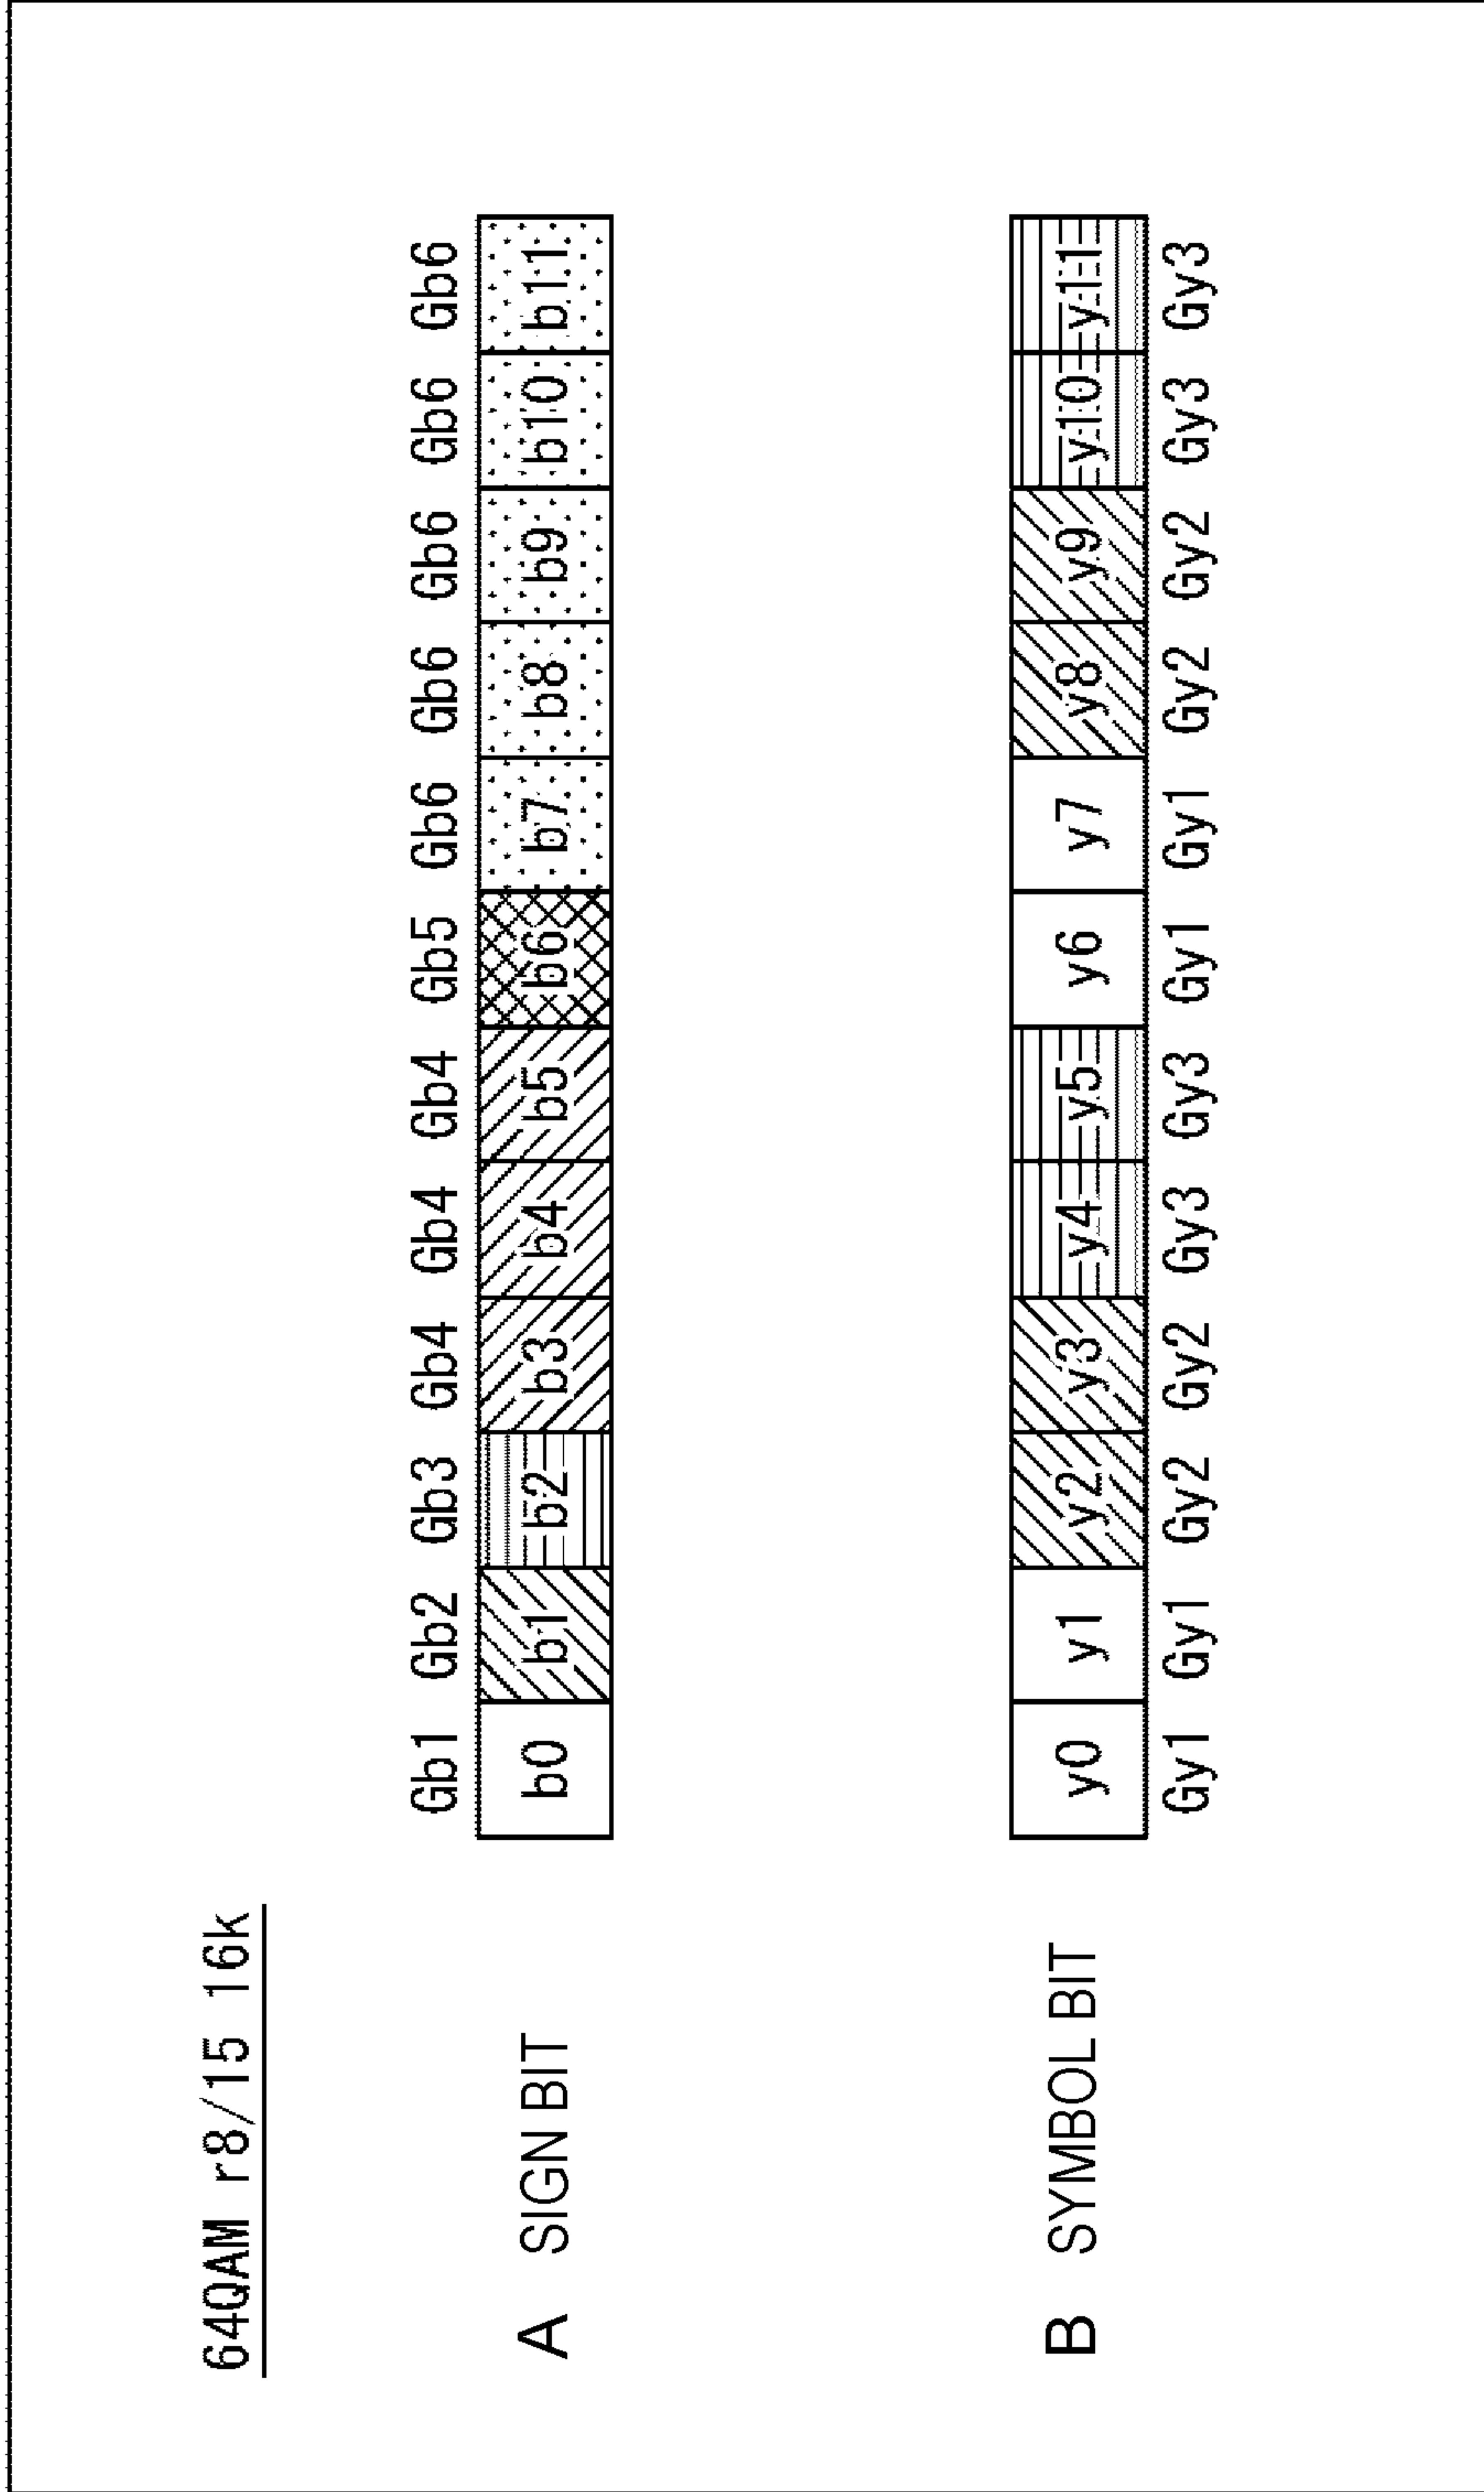 64QAM r8/15 16k
Gb1 Gb2 Gb3 Gb4 Gb4 Gb4 Gb5 Gb6 Gb6 Gb6 Gb6 Gb6
A SIGN BIT b0 b1 b2 b3 b4 b5 b6 b7 b8 b9 b10 b11
B SYMBOL BIT y0 y1 y2 y3 y4 y5 y6 y7 y8 y9 y10 y11
Gy1 Gy1 Gy2 Gy2 Gy3 Gy3 Gy1 Gy1 Gy2 Gy2 Gy3 Gy3